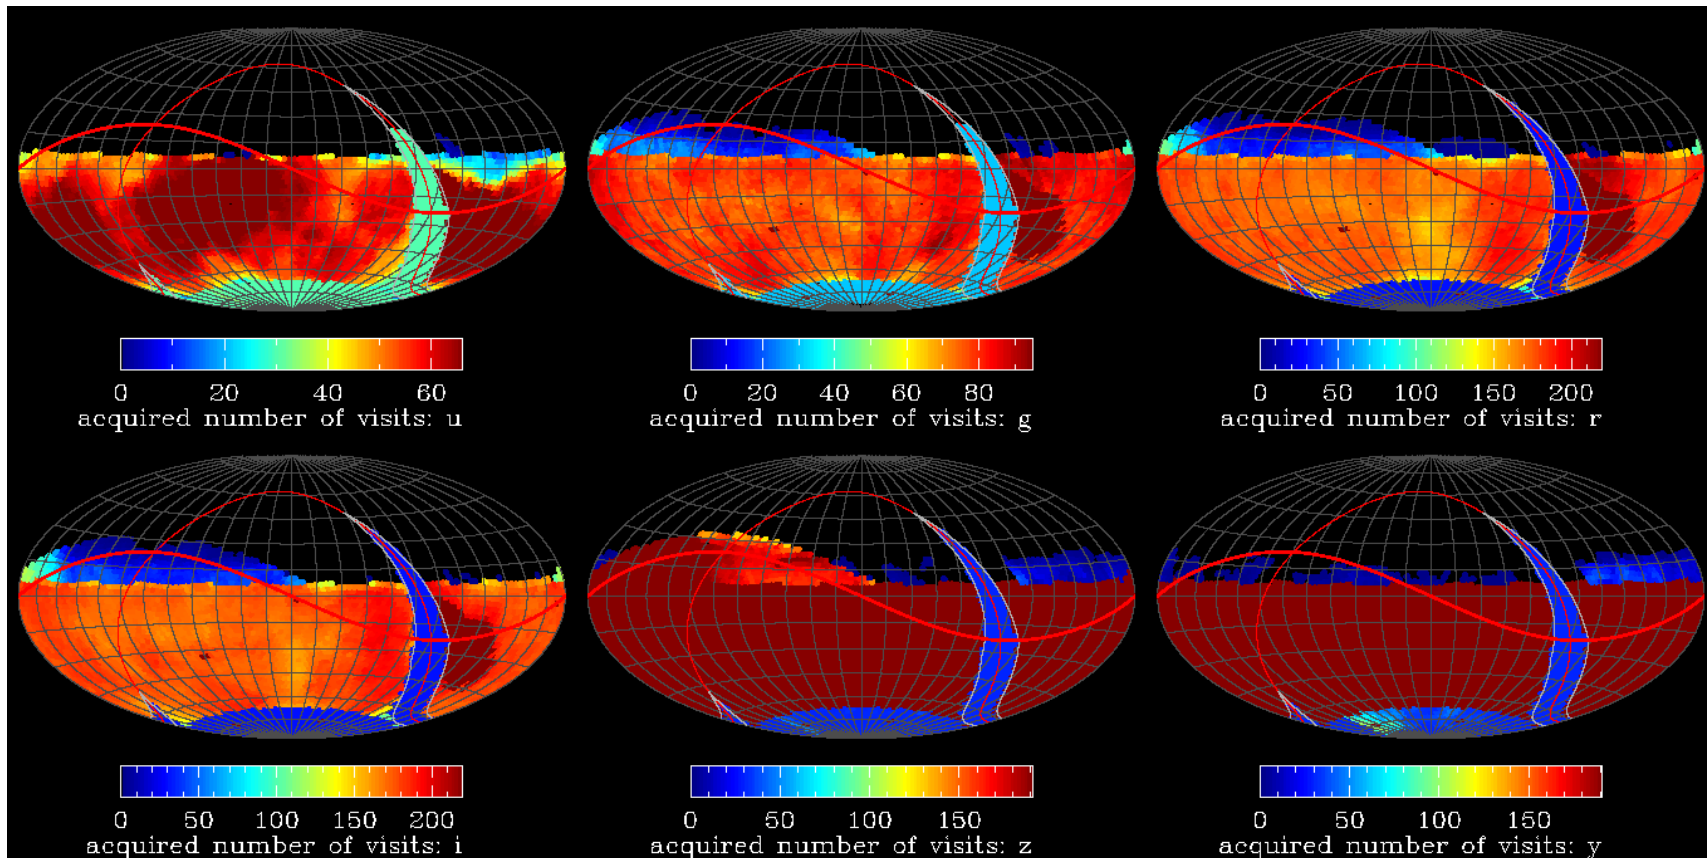 0 20 40 60
acquired number of visits: u
0 20 40 60 80
acquired number of visits: g
0 50 100 150 200
acquired number of visits: r
0 50 100 150 200
acquired number of visits: i
0 50 100 150
acquired number of visits: z
0 50 100 150
acquired number of visits: y